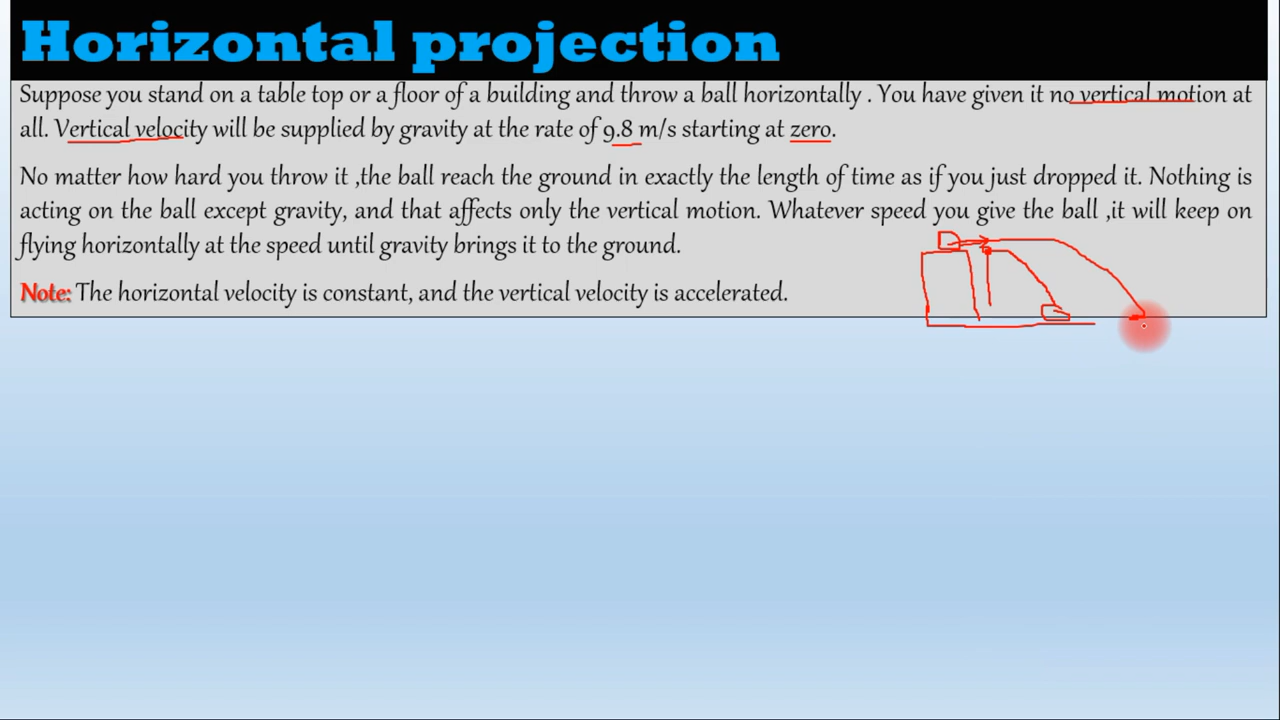 Horizontal projection
Suppose you stand on a table top or a floor of a building and throw a ball horizontally . You have given it no vertical motion at
all. Vertical velocity will be supplied by gravity at the rate of 9.8 m/s starting at zero.
No matter how hard you throw it ,the ball reach the ground in exactly the length of time as if you just dropped it. Nothing is
acting on the ball except gravity, and that affects only the vertical motion. Whatever speed you give the ball ,it will keep on
flying horizontally at the speed until gravity brings it to the ground.
Note: The horizontal velocity is constant, and the vertical velocity is accelerated.